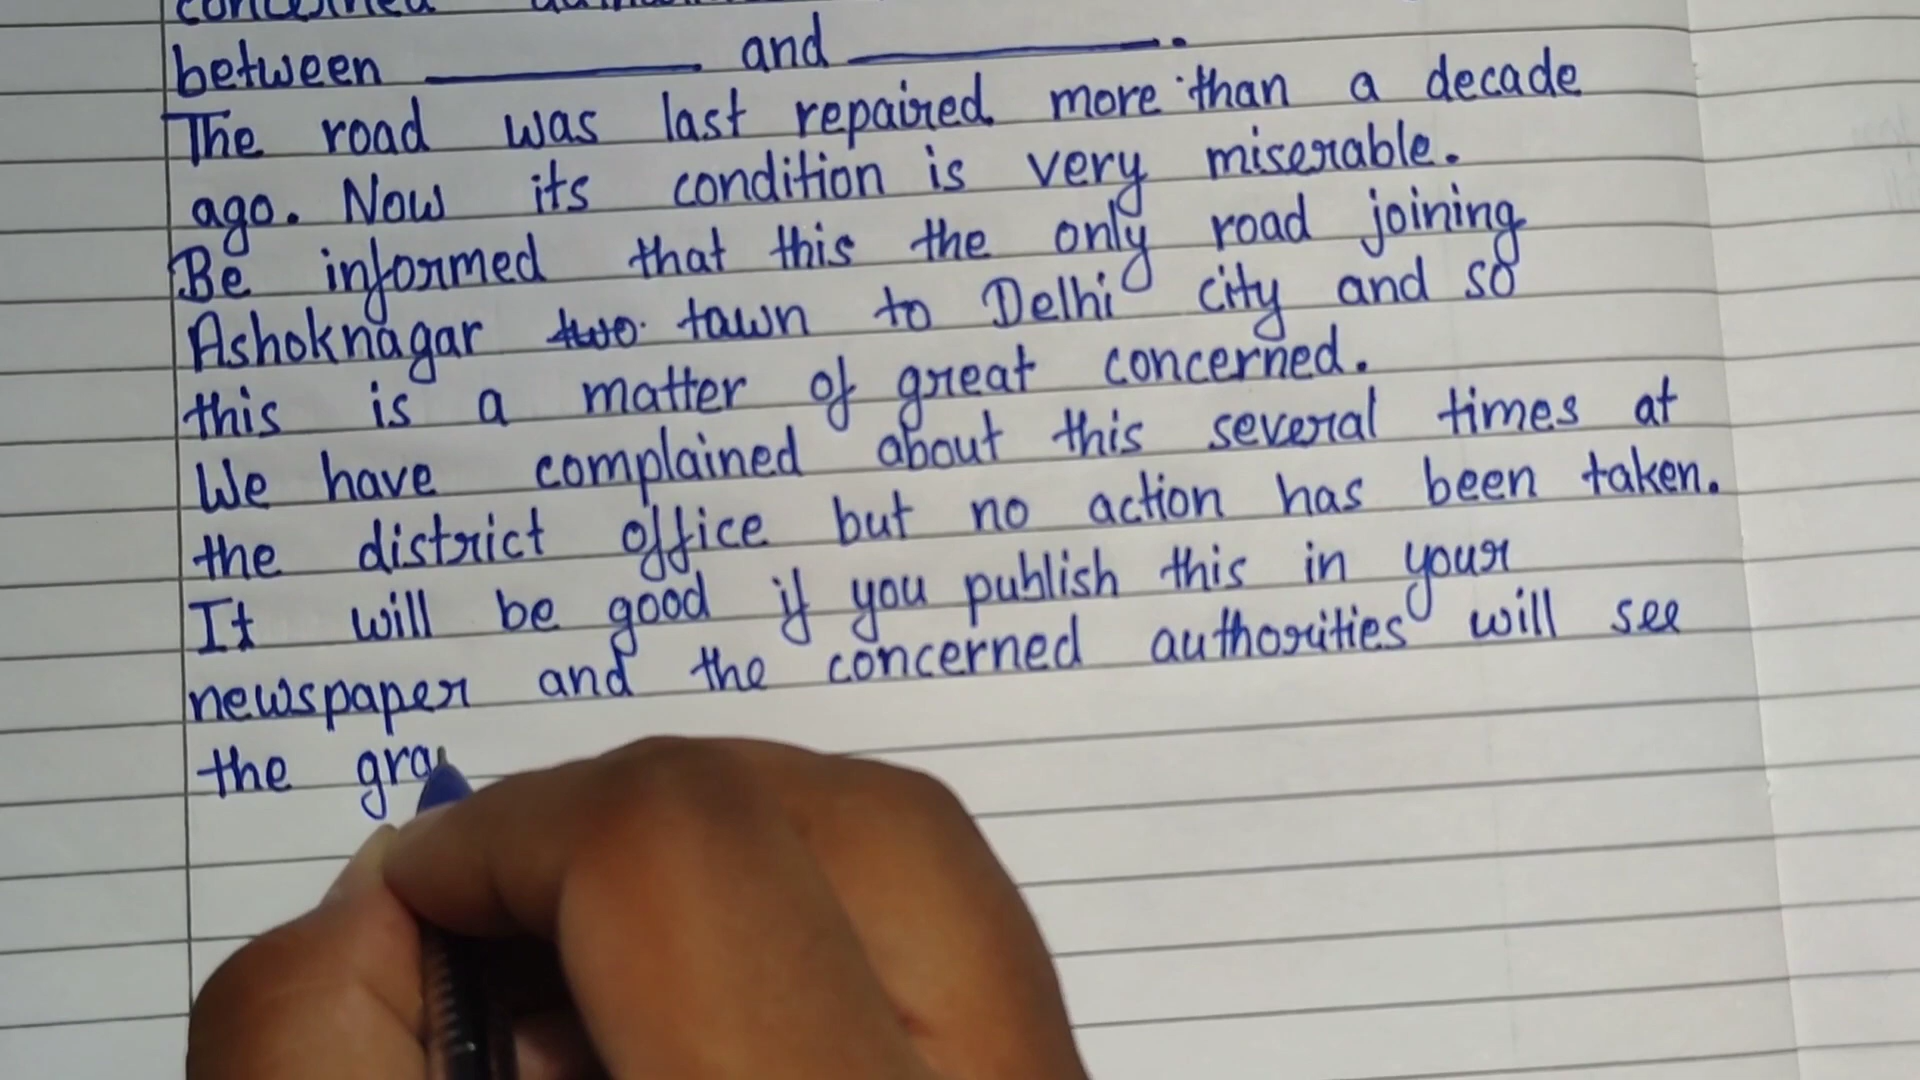 concerned
between ________ and ________.
The road was last repaired more than a decade
ago. Now its condition is very miserable.
Be informed that this the only road joining
Ashoknagar two tawn to Delhi city and so
this is a matter of great concerned.
We have complained about this several times at
the district office but no action has been taken.
It will be good if you publish this in your
newspaper and the concerned authorities will see
the gra